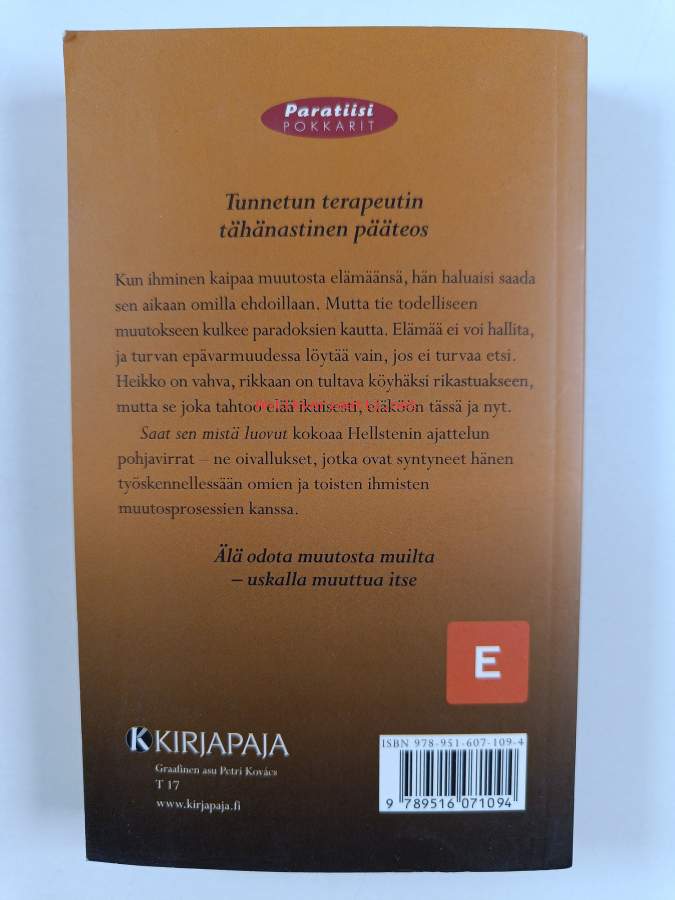 Paratiisi
POKKARIT
Tunnetun terapeutin
tähänastinen pääteos
Kun ihminen kaipaa muutosta elämäänsä, hän haluaisi saada
sen aikaan omilla ehdoillaan. Mutta tie todelliseen
muutokseen kulkee paradoksien kautta. Elämää ei voi hallita,
ja turvan epävarmuudessa löytää vain, jos ei turvaa etsi.
Heikko on vahva, rikkaan on tultava köyhäksi rikastuakseen,
mutta se joka tahtoo elää ikuisesti, eläköön tässä ja nyt.
Saat sen mistä luovut kokoaa Hellstenin ajattelun
pohjavirrat – ne oivallukset, jotka ovat syntyneet hänen
työskennellessään omien ja toisten ihmisten
muutosprosessien kanssa.
Älä odota muutosta muilta
– uskalla muuttua itse
E
K KIRJAPAJA
Graafinen asu Petri Kovács
T 17
www.kirjapaja.fi
ISBN 978-951-607-109-4
9 789516 071094